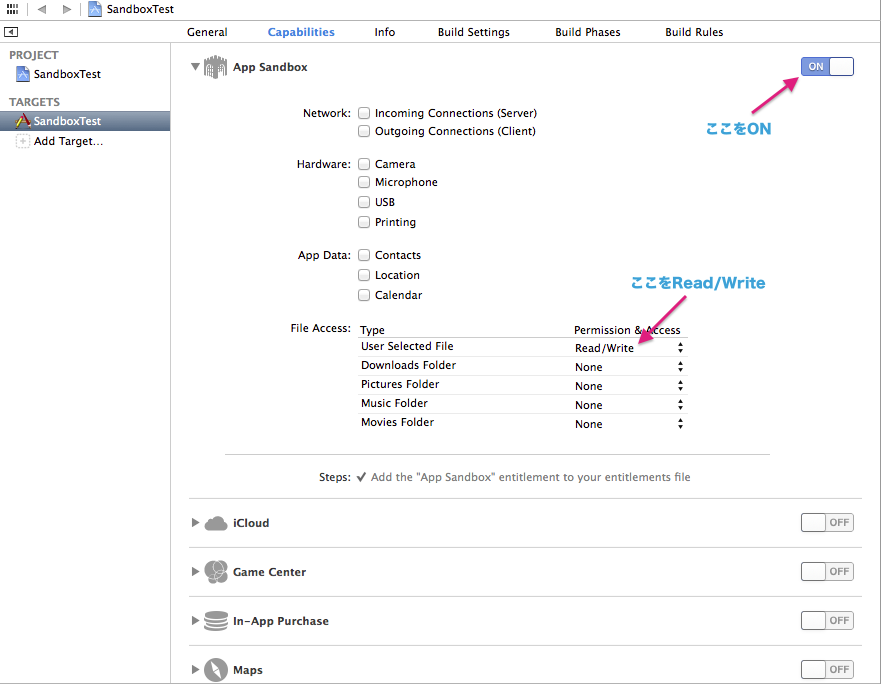 SandboxTest
General Capabilities Info Build Settings Build Phases Build Rules
PROJECT
SandboxTest
TARGETS
SandboxTest
Add Target...
App Sandbox
ON
ここをON
Network: Incoming Connections (Server)
Outgoing Connections (Client)
Hardware: Camera
Microphone
USB
Printing
App Data: Contacts
Location
Calendar
ここをRead/Write
File Access: Type Permission & Access
User Selected File Read/Write
Downloads Folder None
Pictures Folder None
Music Folder None
Movies Folder None
Steps: ✓ Add the "App Sandbox" entitlement to your entitlements file
iCloud OFF
Game Center OFF
In-App Purchase OFF
Maps OFF